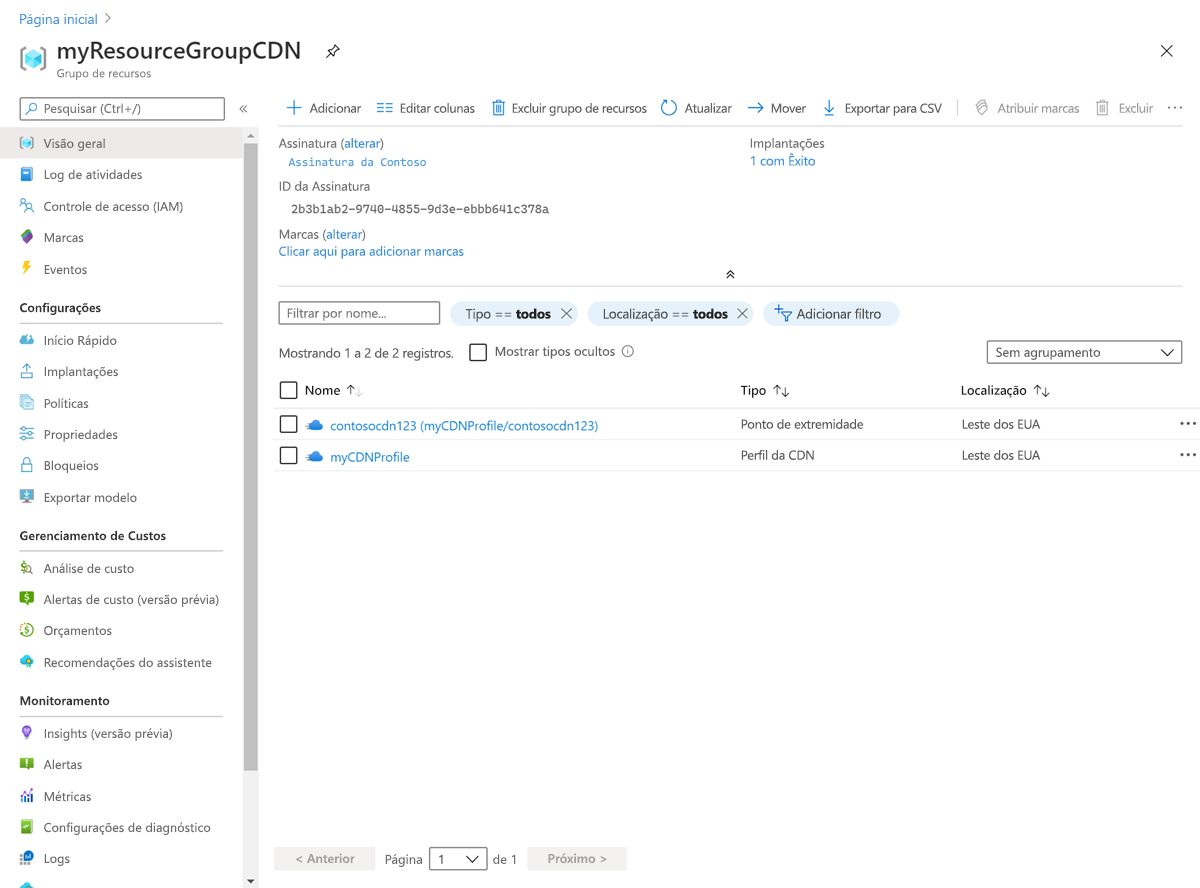 Página inicial
myResourceGroupCDN
Grupo de recursos
Pesquisar (Ctrl+/)
«
Visão geral
Log de atividades
Controle de acesso (IAM)
Marcas
Eventos
Configurações
Início Rápido
Implantações
Políticas
Propriedades
Bloqueios
Exportar modelo
Gerenciamento de Custos
Análise de custo
Alertas de custo (versão prévia)
Orçamentos
Recomendações do assistente
Monitoramento
Insights (versão prévia)
Alertas
Métricas
Configurações de diagnóstico
Logs
Adicionar Editar colunas Excluir grupo de recursos Atualizar Mover Exportar para CSV Atribuir marcas Excluir ...
Assinatura (alterar)
Assinatura da Contoso
Implantações
1 com Êxito
ID da Assinatura
2b3b1ab2-9740-4855-9d3e-ebbb641c378a
Marcas (alterar)
Clicar aqui para adicionar marcas
Filtrar por nome... Tipo == todos Localização == todos Adicionar filtro
Mostrando 1 a 2 de 2 registros. Mostrar tipos ocultos Sem agrupamento
Nome Tipo Localização
contosocdn123 (myCDNProfile/contosocdn123) Ponto de extremidade Leste dos EUA ...
myCDNProfile Perfil da CDN Leste dos EUA ...
< Anterior Página 1 de 1 Próximo >